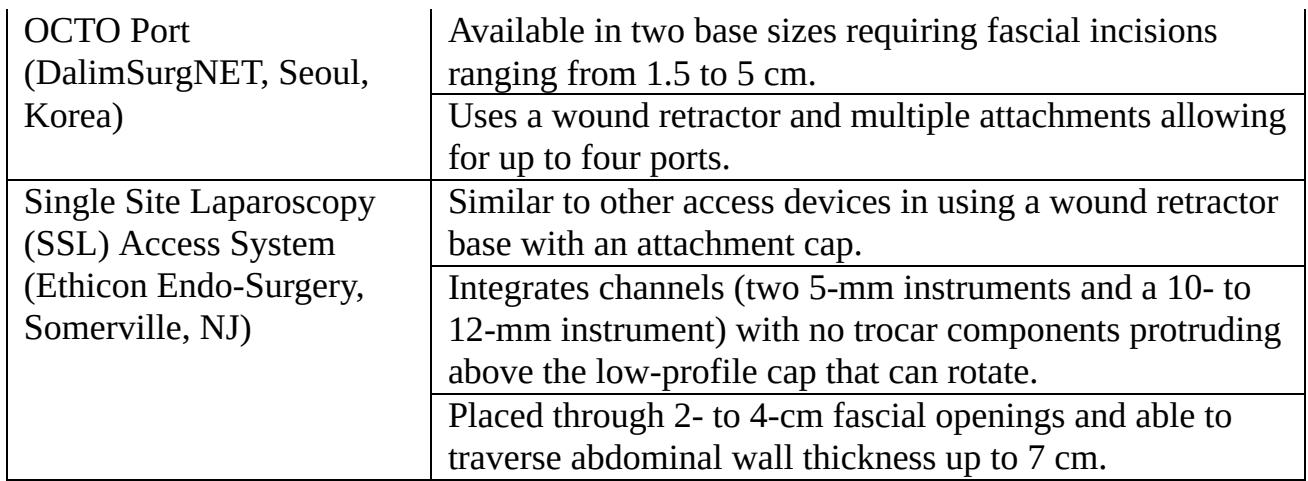 OCTO Port
(DalimSurgNET, Seoul,
Korea)
Available in two base sizes requiring fascial incisions
ranging from 1.5 to 5 cm.
Uses a wound retractor and multiple attachments allowing
for up to four ports.
Single Site Laparoscopy
(SSL) Access System
(Ethicon Endo-Surgery,
Somerville, NJ)
Similar to other access devices in using a wound retractor
base with an attachment cap.
Integrates channels (two 5-mm instruments and a 10- to
12-mm instrument) with no trocar components protruding
above the low-profile cap that can rotate.
Placed through 2- to 4-cm fascial openings and able to
traverse abdominal wall thickness up to 7 cm.